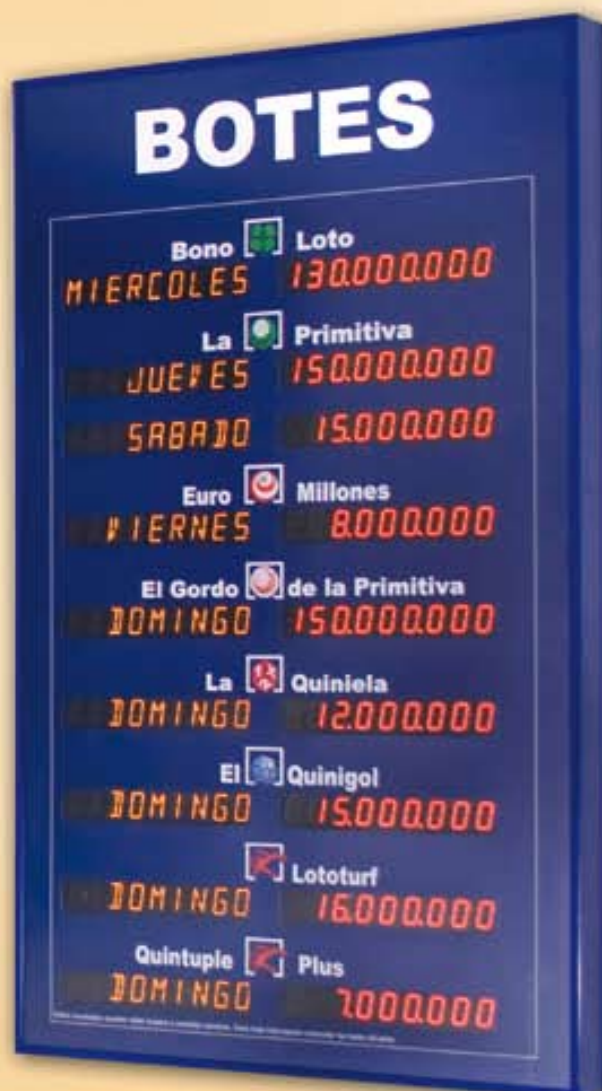 BOTES
Bono Loto
MIERCOLES 130.000.000
La Primitiva
JUEVES 150.000.000
SABADO 15.000.000
Euro Millones
VIERNES 8.000.000
El Gordo de la Primitiva
DOMINGO 150.000.000
La Quiniela
DOMINGO 12.000.000
El Quinigol
DOMINGO 15.000.000
Lototurf
DOMINGO 16.000.000
Quintuple Plus
DOMINGO 7.000.000